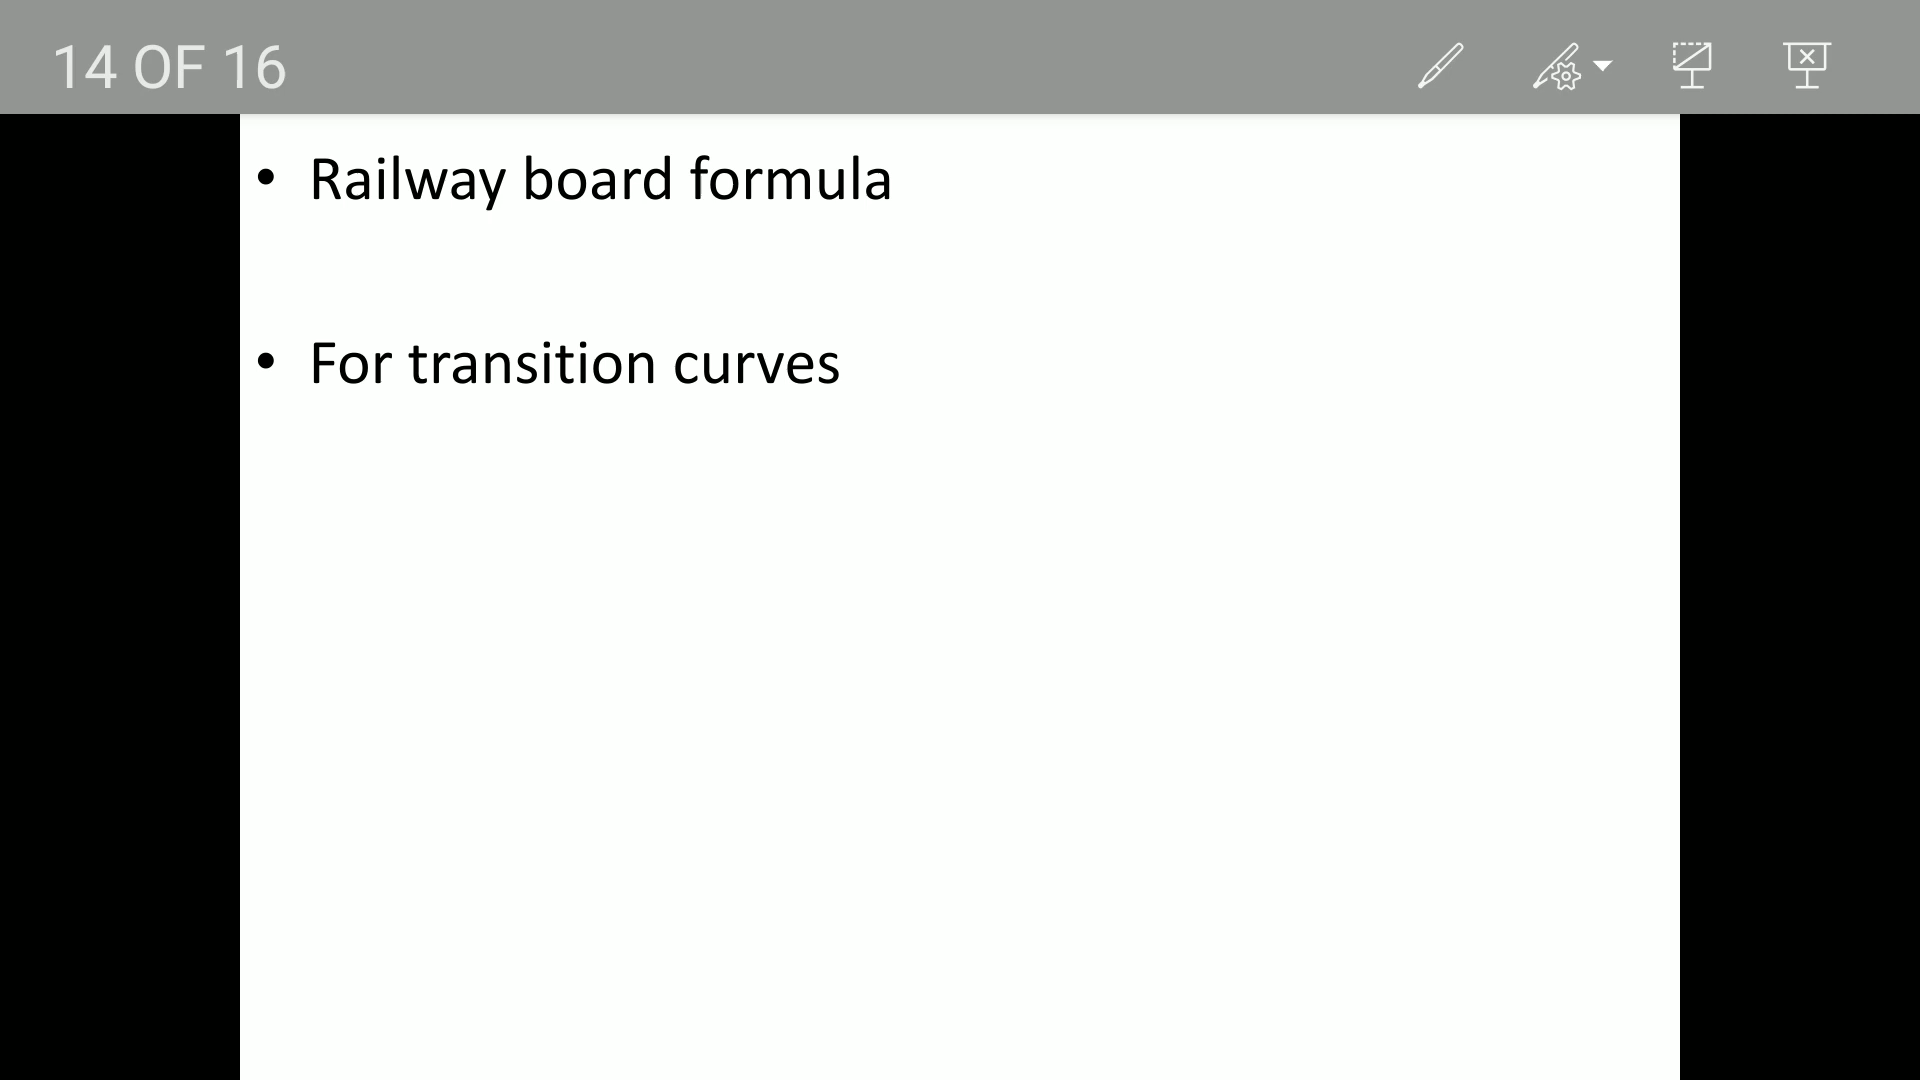 14 OF 16
• Railway board formula
• For transition curves